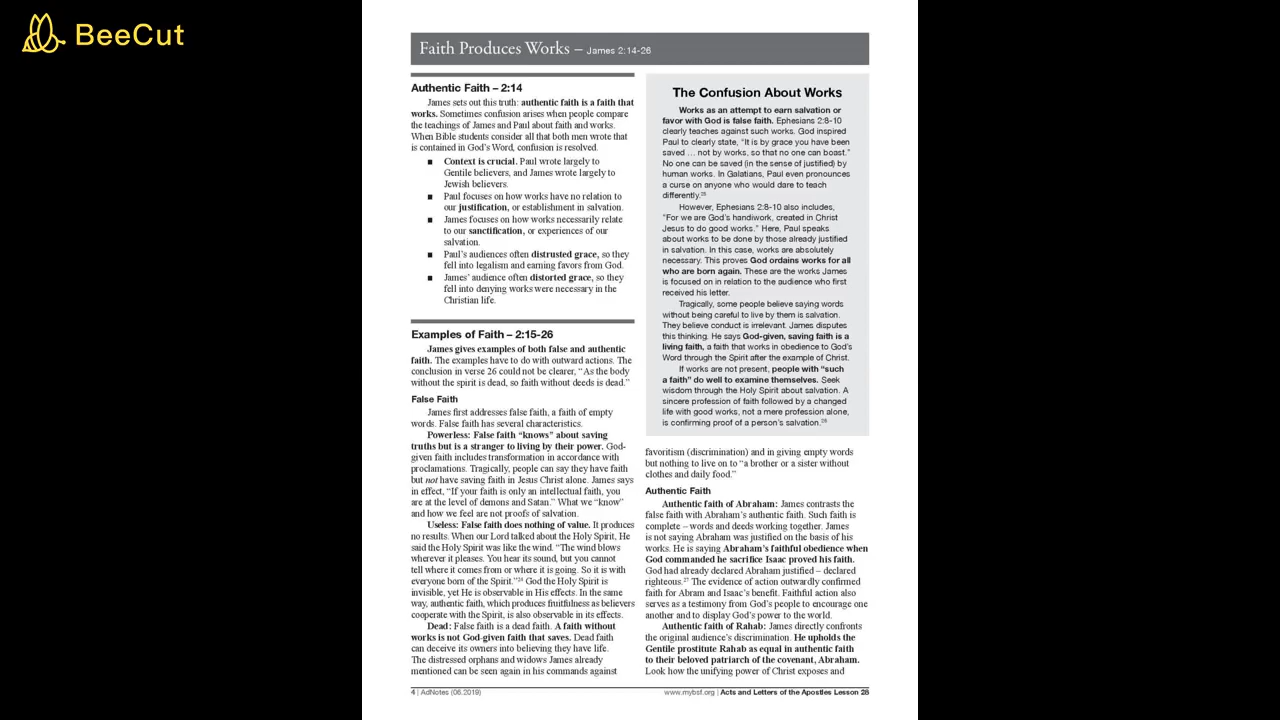 BeeCut
Faith Produces Works – James 2:14-26
Authentic Faith – 2:14
James sets out this truth: authentic faith is a faith that
works. Sometimes confusion arises when people compare
the teachings of James and Paul about faith and works.
When Bible students consider all that both men wrote that
is contained in God's Word, confusion is resolved.
■ Context is crucial. Paul wrote largely to
Gentile believers, and James wrote largely to
Jewish believers.
■ Paul focuses on how works have no relation to
our justification, or establishment in salvation.
■ James focuses on how works necessarily relate
to our sanctification, or experiences of our
salvation.
■ Paul's audiences often distrusted grace, so they
fell into legalism and earning favors from God.
■ James' audience often distorted grace, so they
fell into denying works were necessary in the
Christian life.
Examples of Faith – 2:15-26
James gives examples of both false and authentic
faith. The examples have to do with outward actions. The
conclusion in verse 26 could not be clearer, "As the body
without the spirit is dead, so faith without deeds is dead."
False Faith
James first addresses false faith, a faith of empty
words. False faith has several characteristics.
Powerless: False faith "knows" about saving
truths but is a stranger to living by their power. God-
given faith includes transformation in accordance with
proclamations. Tragically, people can say they have faith
but not have saving faith in Jesus Christ alone. James says
in effect, "If your faith is only an intellectual faith, you
are at the level of demons and Satan." What we "know"
and how we feel are not proofs of salvation.
Useless: False faith does nothing of value. It produces
no results. When our Lord talked about the Holy Spirit, He
said the Holy Spirit was like the wind. "The wind blows
wherever it pleases. You hear its sound, but you cannot
tell where it comes from or where it is going. So it is with
everyone born of the Spirit."24 God the Holy Spirit is
invisible, yet He is observable in His effects. In the same
way, authentic faith, which produces fruitfulness as believers
cooperate with the Spirit, is also observable in its effects.
Dead: False faith is a dead faith. A faith without
works is not God-given faith that saves. Dead faith
can deceive its owners into believing they have life.
The distressed orphans and widows James already
mentioned can be seen again in his commands against
The Confusion About Works
Works as an attempt to earn salvation or
favor with God is false faith. Ephesians 2:8-10
clearly teaches against such works. God inspired
Paul to clearly state, "It is by grace you have been
saved … not by works, so that no one can boast."
No one can be saved (in the sense of justified) by
human works. In Galatians, Paul even pronounces
a curse on anyone who would dare to teach
differently.25
However, Ephesians 2:8-10 also includes,
"For we are God's handiwork, created in Christ
Jesus to do good works." Here, Paul speaks
about works to be done by those already justified
in salvation. In this case, works are absolutely
necessary. This proves God ordains works for all
who are born again. These are the works James
is focused on in relation to the audience who first
received his letter.
Tragically, some people believe saying words
without being careful to live by them is salvation.
They believe conduct is irrelevant. James disputes
this thinking. He says God-given, saving faith is a
living faith, a faith that works in obedience to God's
Word through the Spirit after the example of Christ.
If works are not present, people with "such
a faith" do well to examine themselves. Seek
wisdom through the Holy Spirit about salvation. A
sincere profession of faith followed by a changed
life with good works, not a mere profession alone,
is confirming proof of a person's salvation.26
favoritism (discrimination) and in giving empty words
but nothing to live on to "a brother or a sister without
clothes and daily food."
Authentic Faith
Authentic faith of Abraham: James contrasts the
false faith with Abraham's authentic faith. Such faith is
complete – words and deeds working together. James
is not saying Abraham was justified on the basis of his
works. He is saying Abraham's faithful obedience when
God commanded he sacrifice Isaac proved his faith.
God had already declared Abraham justified – declared
righteous.27 The evidence of action outwardly confirmed
faith for Abram and Isaac's benefit. Faithful action also
serves as a testimony from God's people to encourage one
another and to display God's power to the world.
Authentic faith of Rahab: James directly confronts
the original audience's discrimination. He upholds the
Gentile prostitute Rahab as equal in authentic faith
to their beloved patriarch of the covenant, Abraham.
Look how the unifying power of Christ exposes and
4 | AdNotes (06.2019)
www.mybsf.org | Acts and Letters of the Apostles Lesson 28